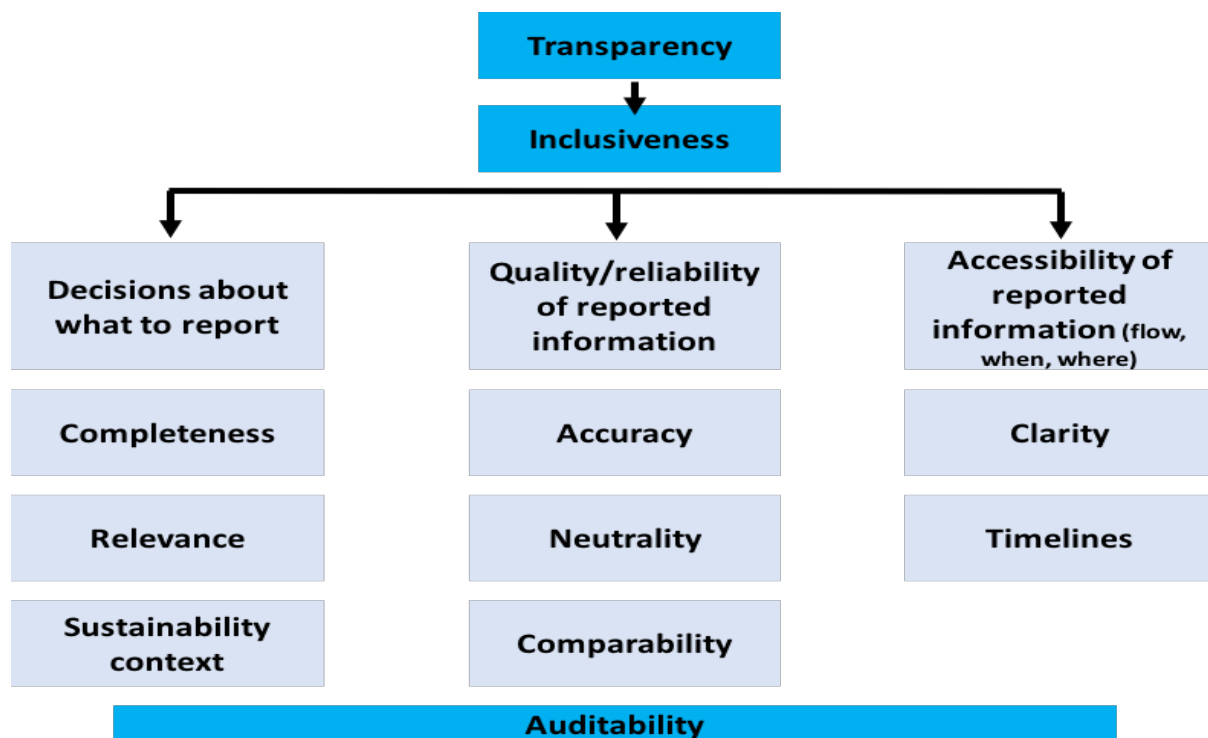 Transparency
Inclusiveness
Decisions about
what to report
Quality/reliability
of reported
information
Accessibility of
reported
information (flow,
when, where)
Completeness
Accuracy
Clarity
Relevance
Neutrality
Timelines
Sustainability
context
Comparability
Auditability